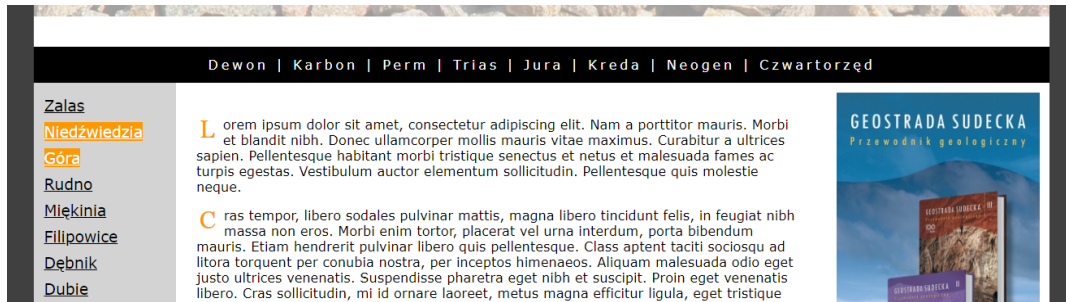 Dewon | Karbon | Perm | Trias | Jura | Kreda | Neogen | Czwartorzęd
Zalas
Niedźwiedzia
Góra
Rudno
Miękinia
Filipowice
Dębnik
Dubie
Lorem ipsum dolor sit amet, consectetur adipiscing elit. Nam a porttitor mauris. Morbi
et blandit nibh. Donec ullamcorper mollis mauris vitae maximus. Curabitur a ultrices
sapien. Pellentesque habitant morbi tristique senectus et netus et malesuada fames ac
turpis egestas. Vestibulum auctor elementum sollicitudin. Pellentesque quis molestie
neque.
Cras tempor, libero sodales pulvinar mattis, magna libero tincidunt felis, in feugiat nibh
massa non eros. Morbi enim tortor, placerat vel urna interdum, porta bibendum
mauris. Etiam hendrerit pulvinar libero quis pellentesque. Class aptent taciti sociosqu ad
litora torquent per conubia nostra, per inceptos himenaeos. Aliquam malesuada odio eget
justo ultrices venenatis. Suspendisse pharetra eget nibh et suscipit. Proin eget venenatis
libero. Cras sollicitudin, mi id ornare laoreet, metus magna efficitur ligula, eget tristique
GEOSTRADA SUDECKA
Przewodnik geologiczny
GEOSTRADA SUDECKA III
GEOSTRADA SUDECKA II